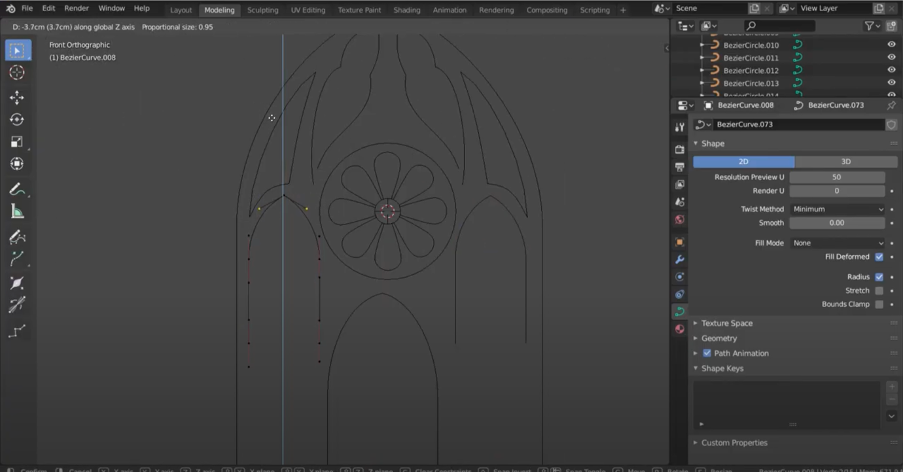 File Edit Render Window Help Layout Modeling Sculpting UV Editing Texture Paint Shading Animation Rendering Compositing Scripting + Scene View Layer
D: -3.7cm (3.7cm) along global Z axis Proportional size: 0.95
Front Orthographic
(1) BezierCurve.008
BezierCircle.010
BezierCircle.011
BezierCircle.012
BezierCircle.013
BezierCurve.008 BezierCurve.073
BezierCurve.073
Shape
2D 3D
Resolution Preview U 50
Render U 0
Twist Method Minimum
Smooth 0.00
Fill Mode None
Fill Deformed
Radius
Stretch
Bounds Clamp
Texture Space
Geometry
Path Animation
Shape Keys
Custom Properties